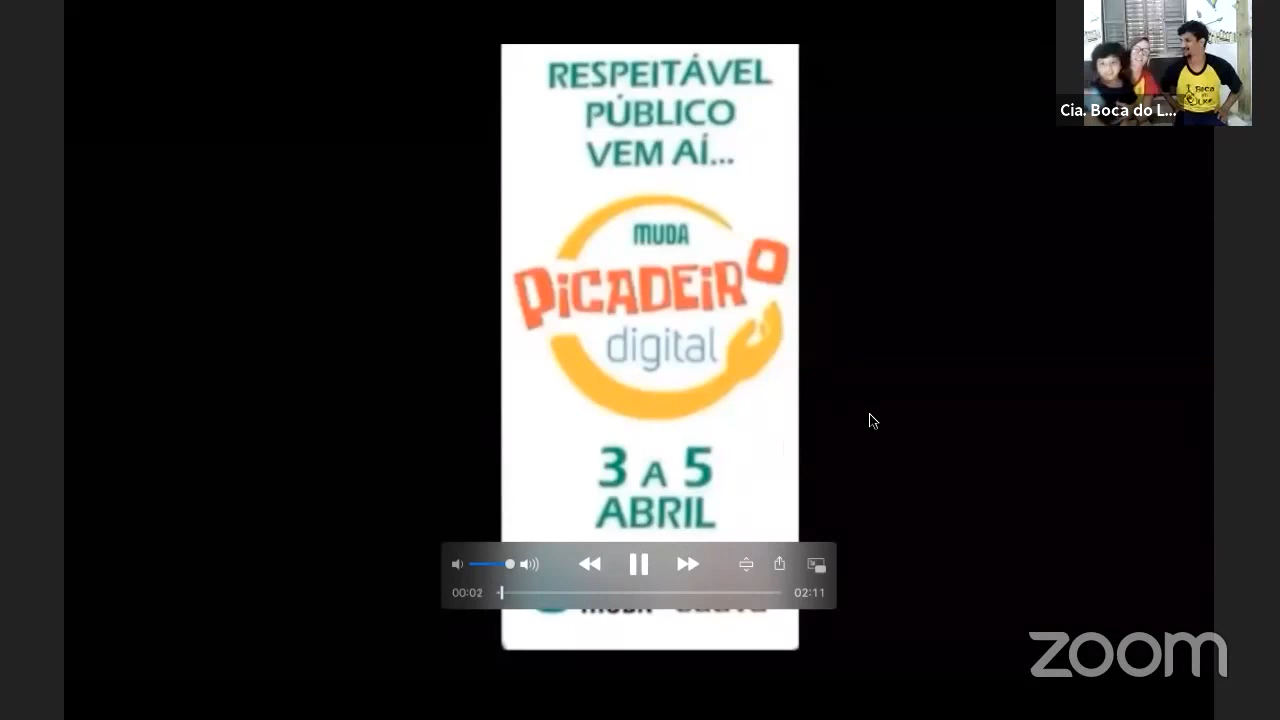 RESPEITÁVEL
PÚBLICO
VEM AÍ...
MUDA
PiCADEiRO
digital
3 A 5
ABRIL
00:02
02:11
Cia. Boca do L...
zoom